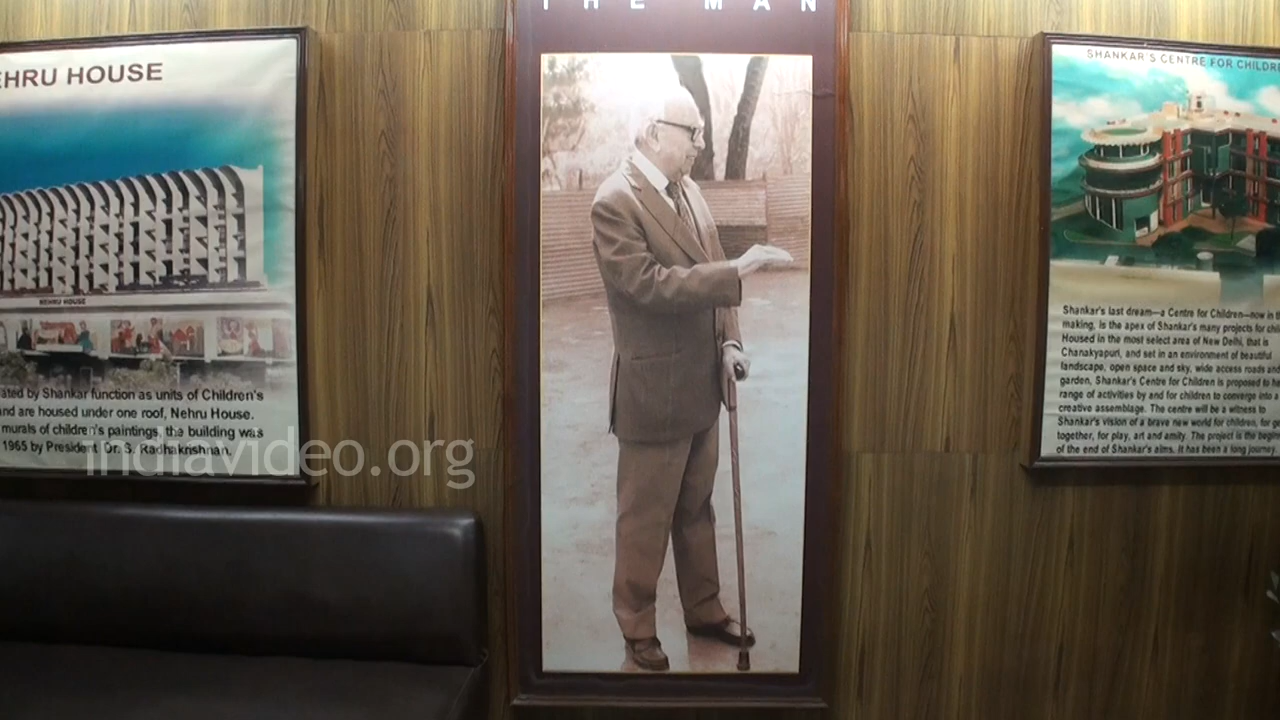 EHRU HOUSE
NEHRU HOUSE
ated by Shankar function as units of Children's
nd are housed under one roof, Nehru House.
murals of children's paintings, the building was
1965 by President Dr. S. Radhakrishnan.
indiavideo.org
THE MAN
SHANKAR'S CENTRE FOR CHILDRE
Shankar's last dream—a Centre for Children—now in th
making, is the apex of Shankar's many projects for chil
Housed in the most select area of New Delhi, that is
Chanakyapuri, and set in an environment of beautiful
landscape, open space and sky, wide access roads and
garden, Shankar's Centre for Children is proposed to ha
range of activities by and for children to converge into a
creative assemblage. The centre will be a witness to
Shankar's vision of a brave new world for children, for ge
together, for play, art and amity. The project is the begin
of the end of Shankar's aims. It has been a long journey.